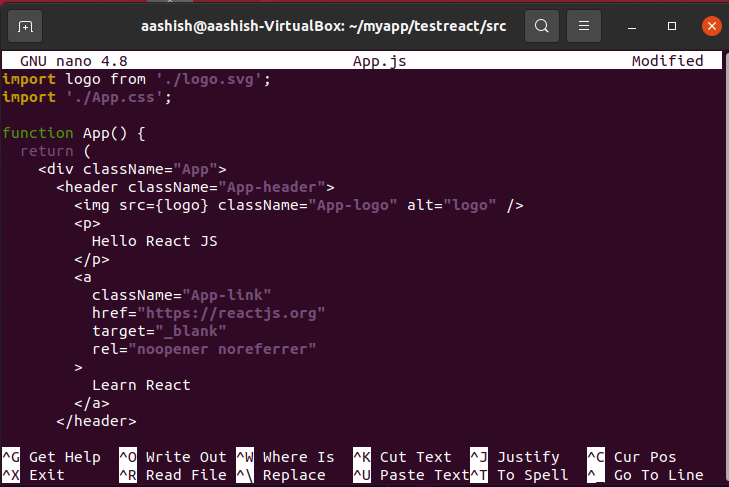 aashish@aashish-VirtualBox: ~/myapp/testreact/src
GNU nano 4.8 App.js Modified
import logo from './logo.svg';
import './App.css';

function App() {
  return (
    <div className="App">
      <header className="App-header">
        <img src={logo} className="App-logo" alt="logo" />
        <p>
          Hello React JS
        </p>
        <a
          className="App-link"
          href="https://reactjs.org"
          target="_blank"
          rel="noopener noreferrer"
        >
          Learn React
        </a>
      </header>

^G Get Help ^O Write Out ^W Where Is ^K Cut Text ^J Justify ^C Cur Pos
^X Exit ^R Read File ^\ Replace ^U Paste Text ^T To Spell ^_ Go To Line